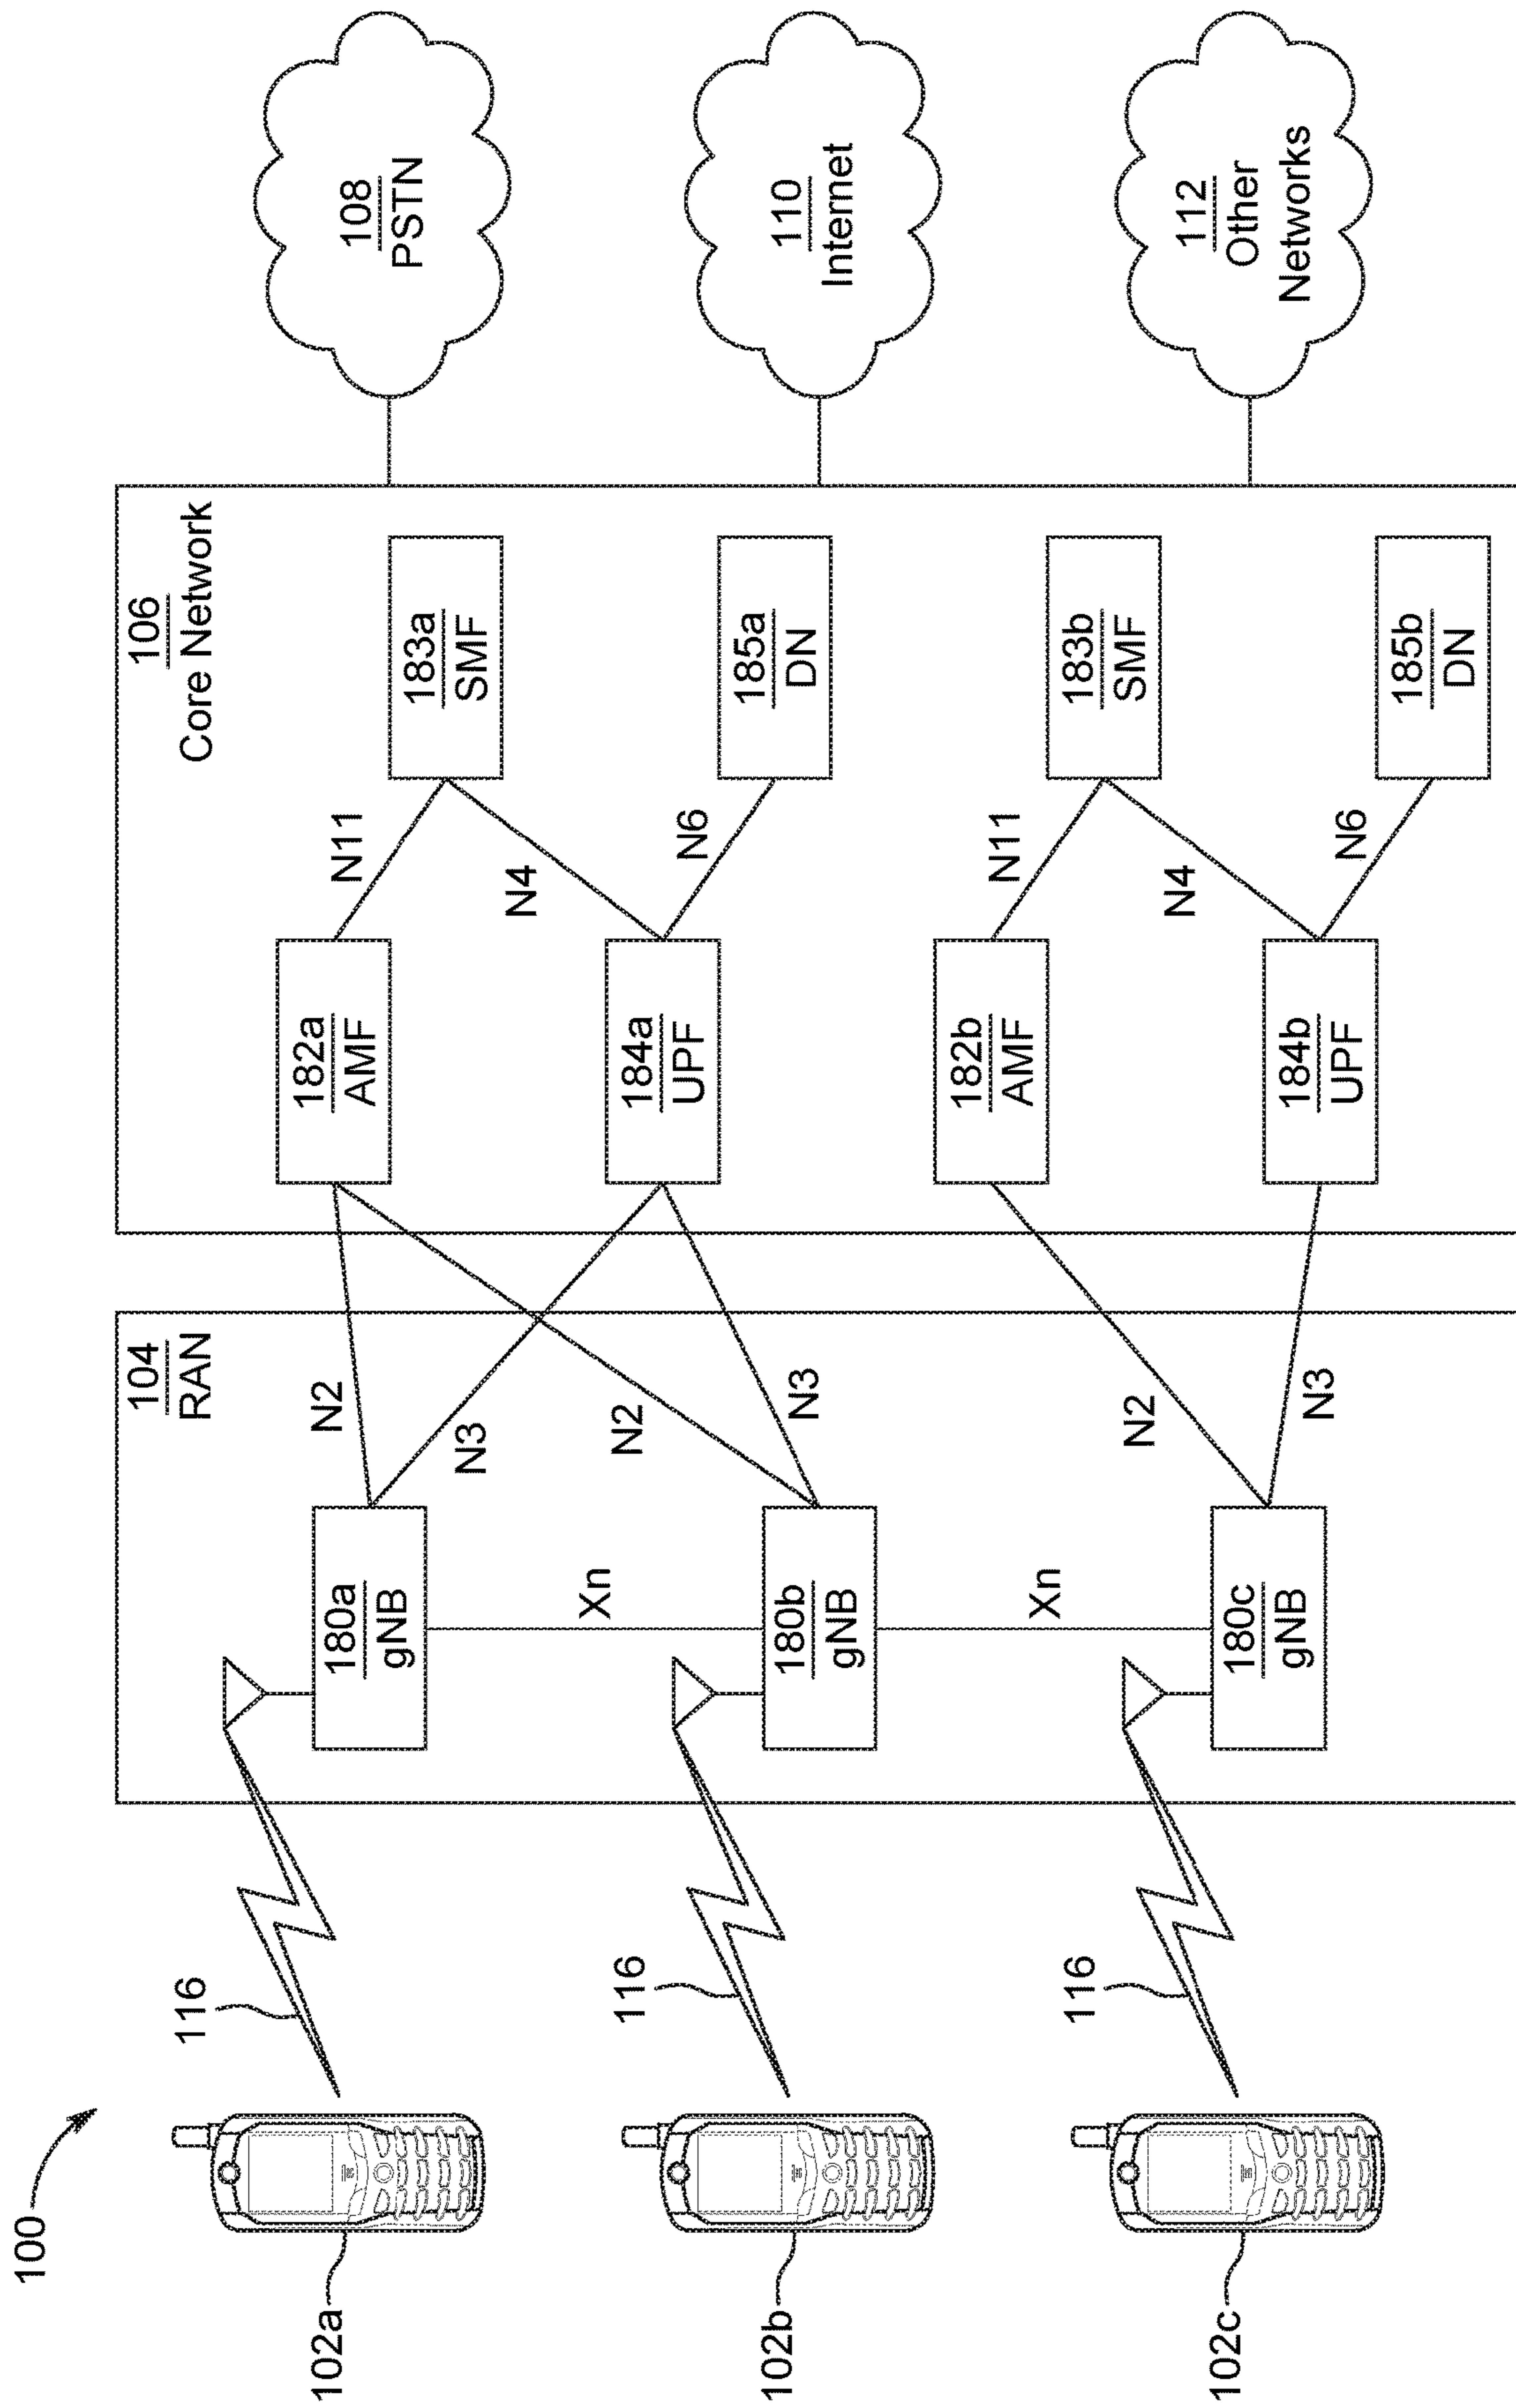 100
102a
102b
102c
116
116
116
104
RAN
180a
gNB
180b
gNB
180c
gNB
Xn
Xn
N2
N3
N2
N3
N2
N3
106
Core Network
182a
AMF
184a
UPF
182b
AMF
184b
UPF
N11
N4
N6
N11
N4
N6
183a
SMF
185a
DN
183b
SMF
185b
DN
108
PSTN
110
Internet
112
Other
Networks